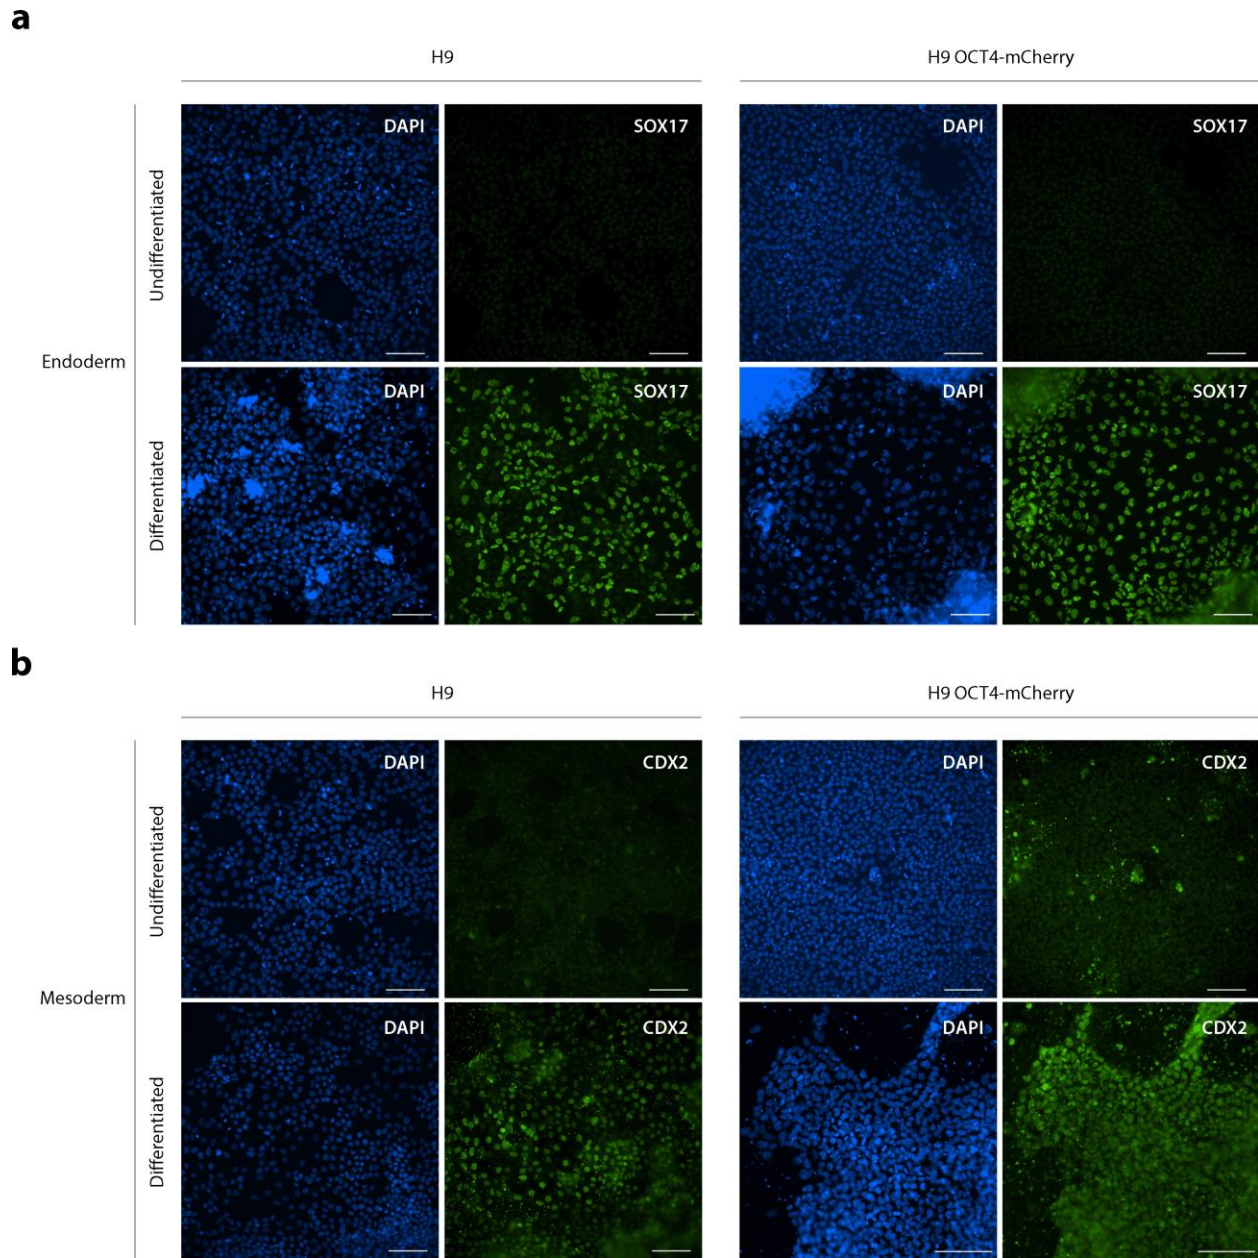 a
H9
H9 OCT4-mCherry
Endoderm
Undifferentiated
DAPI
SOX17
DAPI
SOX17
Differentiated
DAPI
SOX17
DAPI
SOX17
b
H9
H9 OCT4-mCherry
Mesoderm
Undifferentiated
DAPI
CDX2
DAPI
CDX2
Differentiated
DAPI
CDX2
DAPI
CDX2